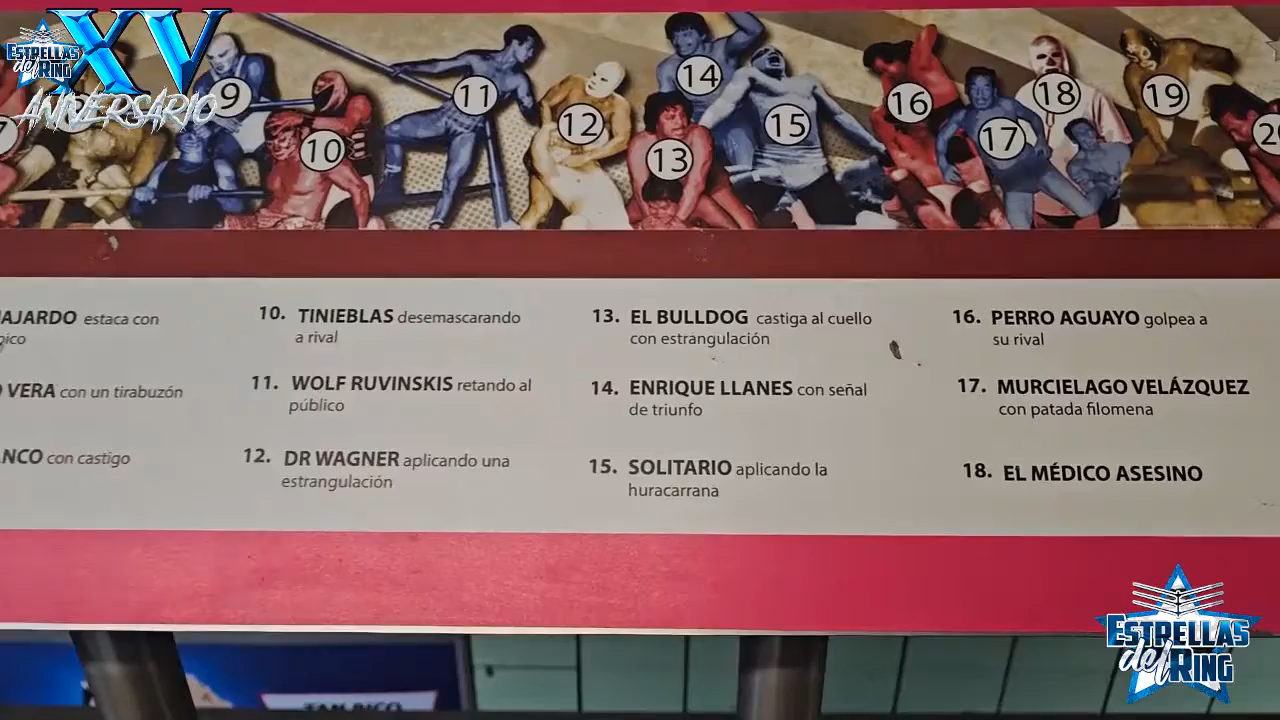 XV
ESTRELLAS
del RING
ANIVERSARIO
7
9
10
11
12
13
14
15
16
17
18
19
20
AJARDO estaca con
pico
VERA con un tirabuzón
NCO con castigo
10. TINIEBLAS desemascarando
a rival
11. WOLF RUVINSKIS retando al
público
12. DR WAGNER aplicando una
estrangulación
13. EL BULLDOG castiga al cuello
con estrangulación
14. ENRIQUE LLANES con señal
de triunfo
15. SOLITARIO aplicando la
huracarrana
16. PERRO AGUAYO golpea a
su rival
17. MURCIELAGO VELÁZQUEZ
con patada filomena
18. EL MÉDICO ASESINO
ESTRELLAS
del RING